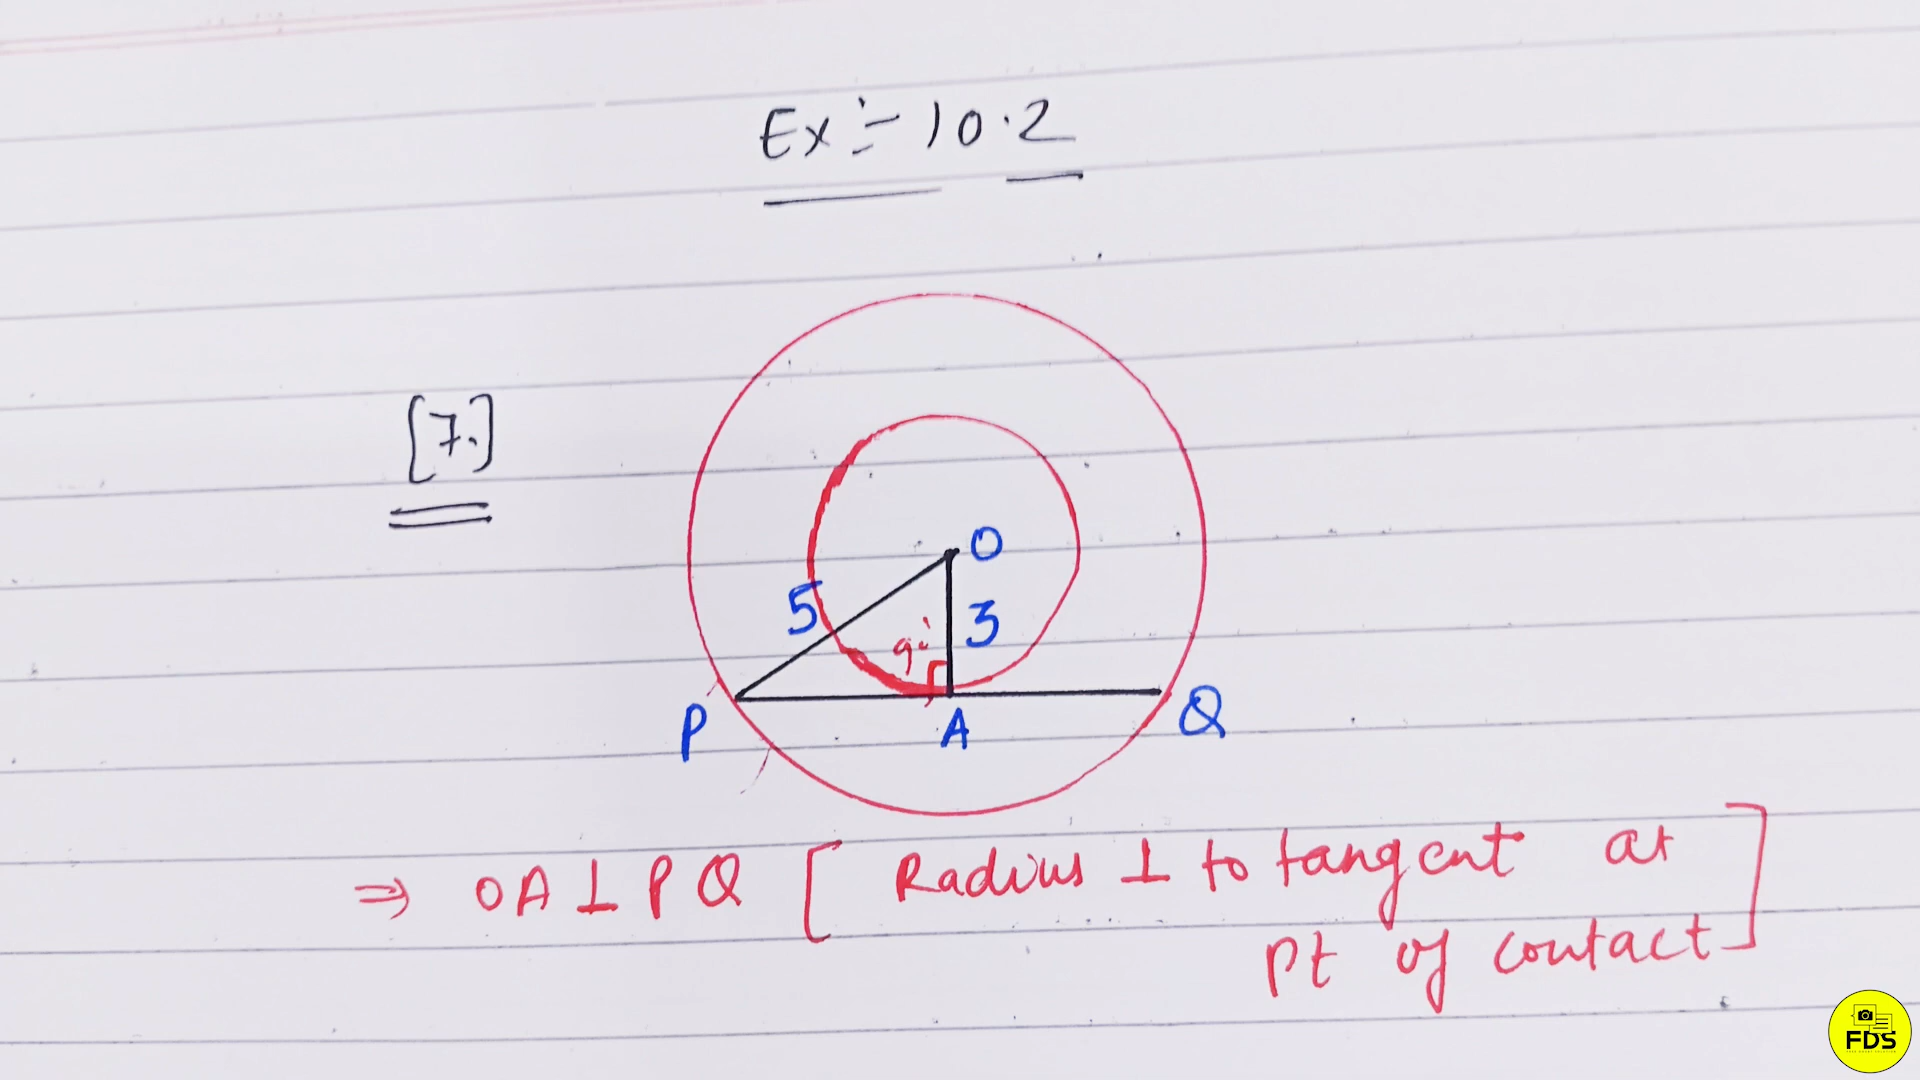 Ex:- 10.2
[7.]
O
5
3
90°
P
A
Q
⇒ OA ⊥ PQ [Radius ⊥ to tangent at
pt of contact]
FDS